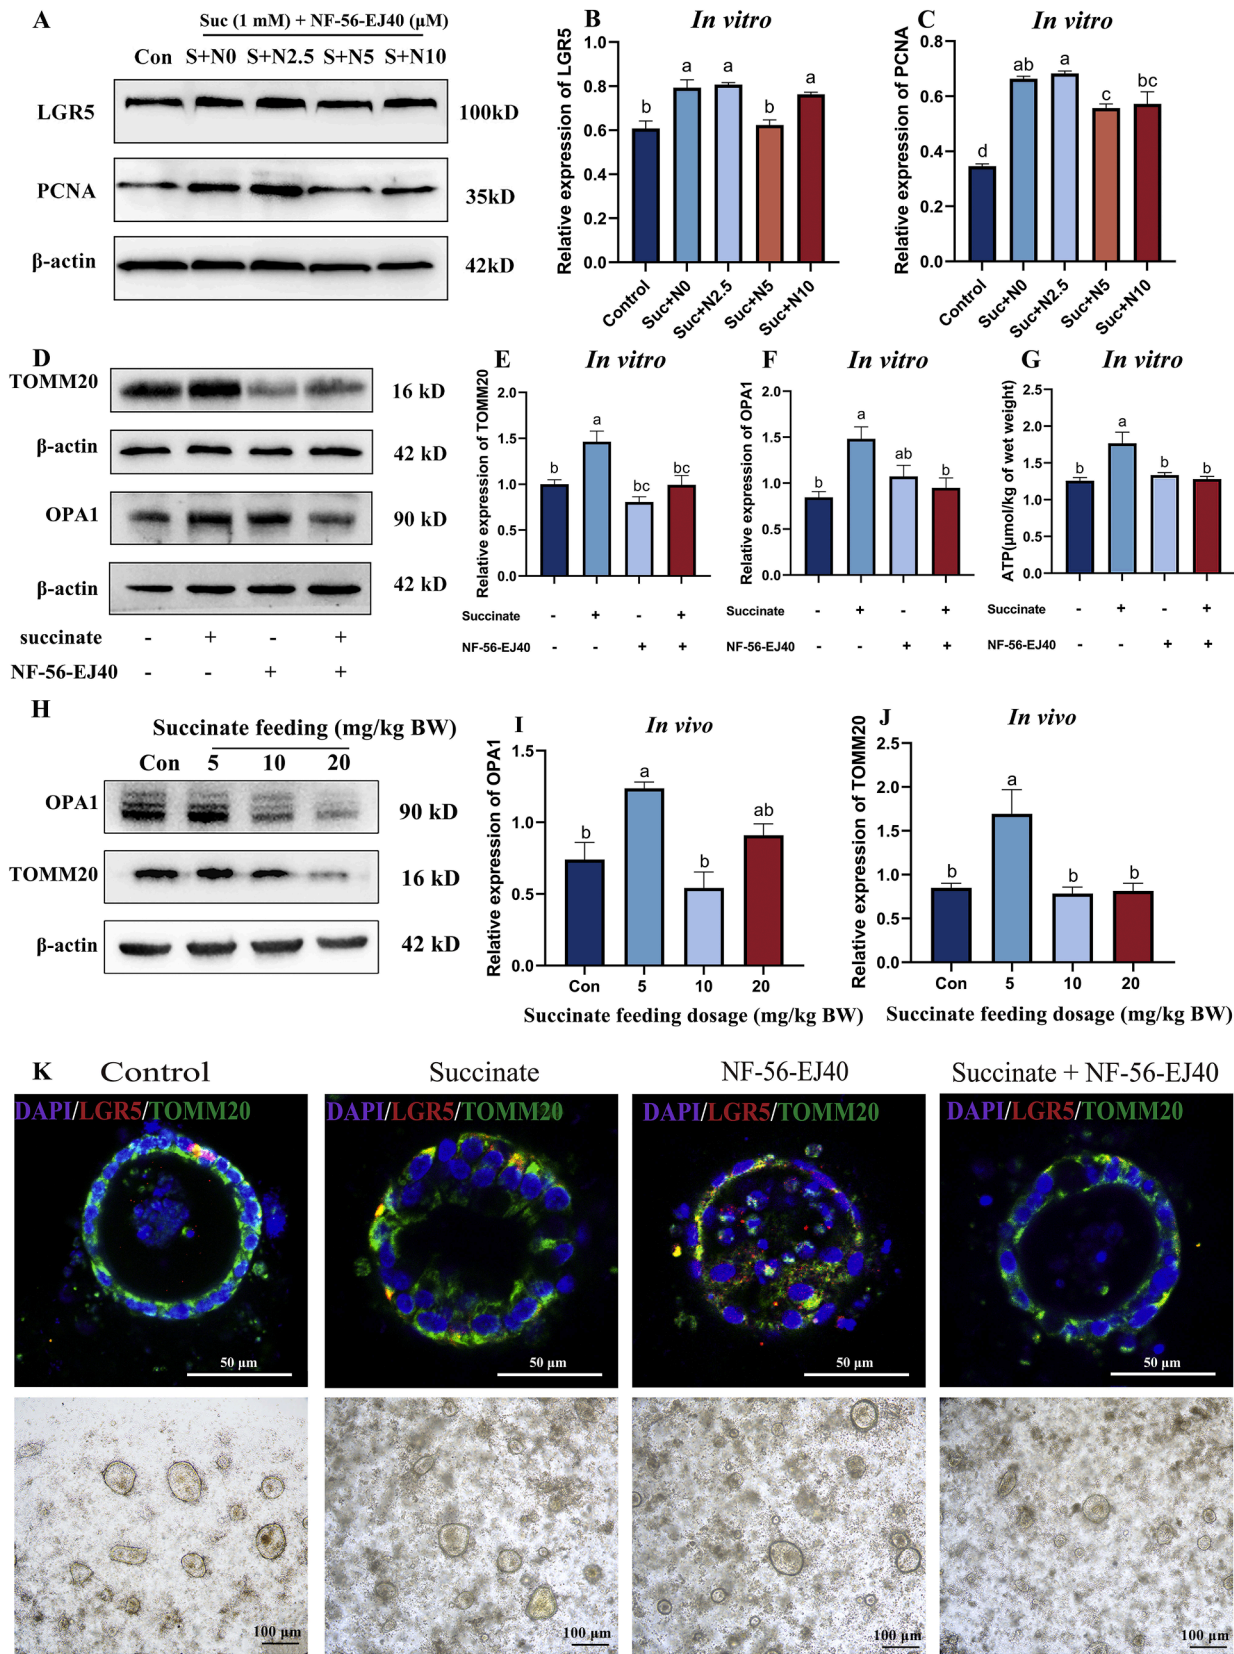 A
Suc (1 mM) + NF-56-EJ40 (μM)
Con S+N0 S+N2.5 S+N5 S+N10
LGR5
100kD
PCNA
35kD
β-actin
42kD
B
In vitro
Relative expression of LGR5
1.0
0.8
0.6
0.4
0.2
0.0
b
a
a
b
a
Control
Suc+N0
Suc+N2.5
Suc+N5
Suc+N10
C
In vitro
Relative expression of PCNA
0.8
0.6
0.4
0.2
0.0
d
ab
a
c
bc
Control
Suc+N0
Suc+N2.5
Suc+N5
Suc+N10
D
TOMM20
16 kD
β-actin
42 kD
OPA1
90 kD
β-actin
42 kD
succinate - + - +
NF-56-EJ40 - - + +
E
In vitro
Relative expression of TOMM20
2.0
1.5
1.0
0.5
0.0
b
a
bc
bc
Succinate - + - +
NF-56-EJ40 - - + +
F
In vitro
Relative expression of OPA1
2.0
1.5
1.0
0.5
0.0
b
a
ab
b
Succinate - + - +
NF-56-EJ40 - - + +
G
In vitro
ATP(μmol/kg of wet weight)
2.5
2.0
1.5
1.0
0.5
0.0
b
a
b
b
Succinate - + - +
NF-56-EJ40 - - + +
H
Succinate feeding (mg/kg BW)
Con 5 10 20
OPA1
90 kD
TOMM20
16 kD
β-actin
42 kD
I
In vivo
Relative expression of OPA1
1.5
1.0
0.5
0.0
b
a
b
ab
Con 5 10 20
Succinate feeding dosage (mg/kg BW)
J
In vivo
Relative expression of TOMM20
2.5
2.0
1.5
1.0
0.5
0.0
b
a
b
b
Con 5 10 20
Succinate feeding dosage (mg/kg BW)
K
Control
Succinate
NF-56-EJ40
Succinate + NF-56-EJ40
DAPI/LGR5/TOMM20
DAPI/LGR5/TOMM20
DAPI/LGR5/TOMM20
DAPI/LGR5/TOMM20
50 μm
50 μm
50 μm
50 μm
100 μm
100 μm
100 μm
100 μm